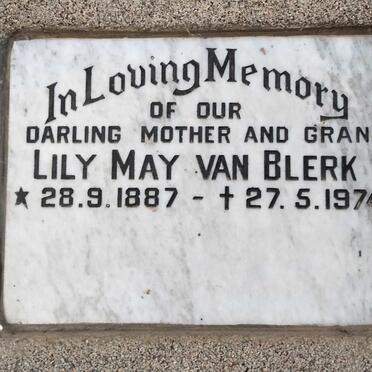 In Loving Memory
OF OUR
DARLING MOTHER AND GRAN
LILY MAY VAN BLERK
★ 28.9.1887 - ✝ 27.5.197